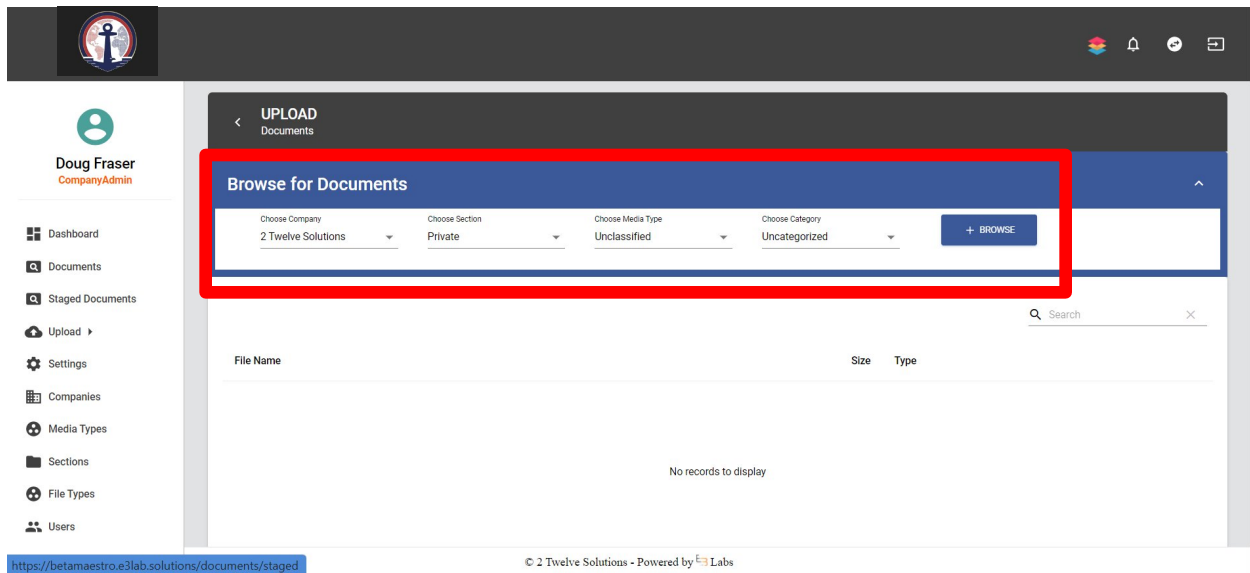 Doug Fraser
CompanyAdmin
Dashboard
Documents
Staged Documents
Upload
Settings
Companies
Media Types
Sections
File Types
Users
UPLOAD
Documents
Browse for Documents
Choose Company
2 Twelve Solutions
Choose Section
Private
Choose Media Type
Unclassified
Choose Category
Uncategorized
+ BROWSE
Search
File Name Size Type
No records to display
© 2 Twelve Solutions - Powered by E3 Labs
https://betamaestro.e3lab.solutions/documents/staged